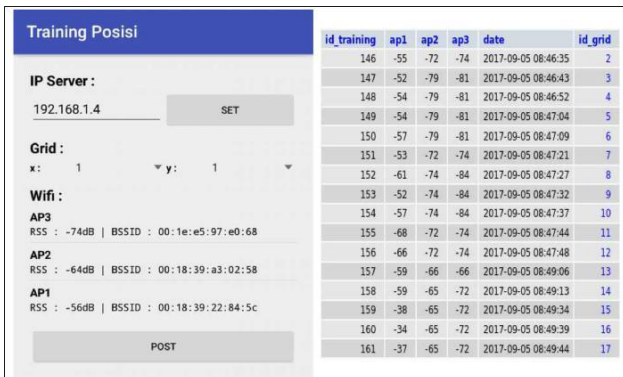 Training Posisi
IP Server :
192.168.1.4 SET
Grid :
x: 1 y: 1
Wifi :
AP3
RSS : -74dB | BSSID : 00:1e:e5:97:e0:68
AP2
RSS : -64dB | BSSID : 00:18:39:a3:02:58
AP1
RSS : -56dB | BSSID : 00:18:39:22:84:5c
POST
id_training ap1 ap2 ap3 date id_grid
146 -55 -72 -74 2017-09-05 08:46:35 2
147 -52 -79 -81 2017-09-05 08:46:43 3
148 -54 -79 -81 2017-09-05 08:46:52 4
149 -54 -79 -81 2017-09-05 08:47:04 5
150 -57 -79 -81 2017-09-05 08:47:09 6
151 -53 -72 -74 2017-09-05 08:47:21 7
152 -61 -74 -84 2017-09-05 08:47:27 8
153 -52 -74 -84 2017-09-05 08:47:32 9
154 -57 -74 -84 2017-09-05 08:47:37 10
155 -68 -72 -74 2017-09-05 08:47:44 11
156 -66 -72 -74 2017-09-05 08:47:48 12
157 -59 -66 -66 2017-09-05 08:49:06 13
158 -59 -65 -72 2017-09-05 08:49:13 14
159 -38 -65 -72 2017-09-05 08:49:34 15
160 -34 -65 -72 2017-09-05 08:49:39 16
161 -37 -65 -72 2017-09-05 08:49:44 17